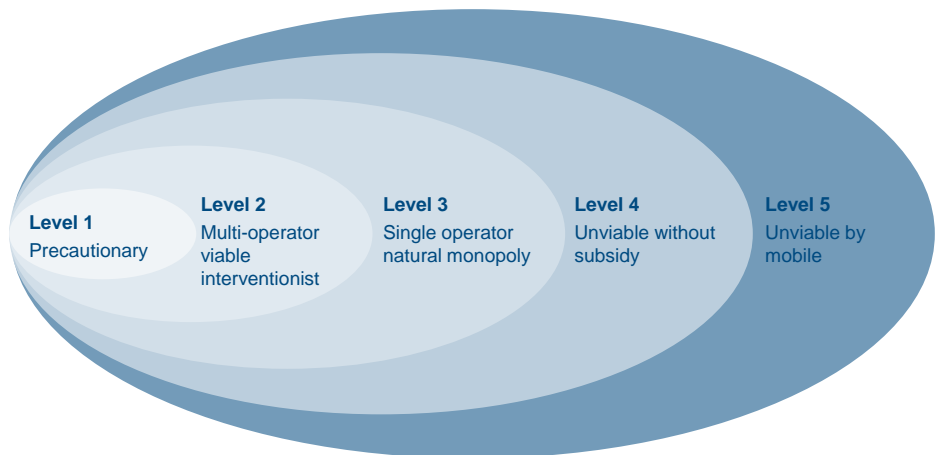 Level 1
Precautionary
Level 2
Multi-operator
viable
interventionist
Level 3
Single operator
natural monopoly
Level 4
Unviable without
subsidy
Level 5
Unviable by
mobile